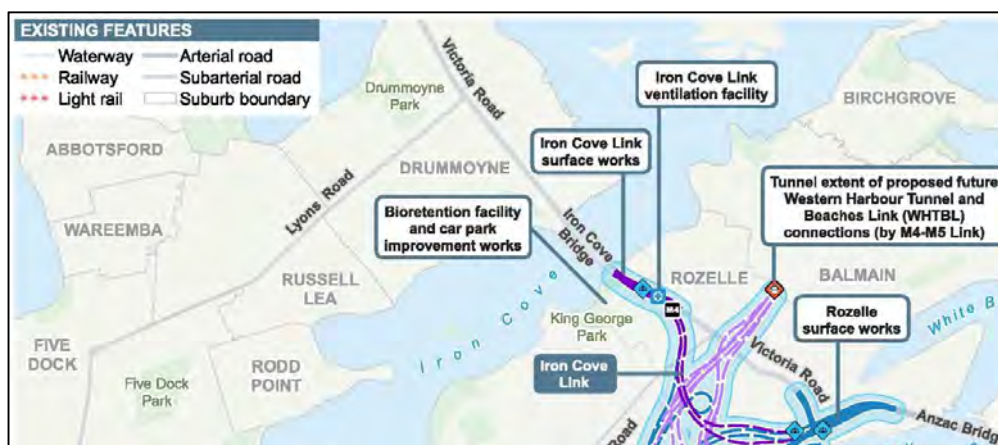 EXISTING FEATURES
Waterway
Arterial road
Railway
Subarterial road
Light rail
Suburb boundary
Victoria Road
Drummoyne
Park
Iron Cove Link
ventilation facility
BIRCHGROVE
ABBOTSFORD
Iron Cove Link
surface works
DRUMMOYNE
Lyons Road
Tunnel extent of proposed future
Western Harbour Tunnel and
Beaches Link (WHTBL)
connections (by M4-M5 Link)
WAREEMBA
Bioretention facility
and car park
improvement works
Iron Cove
Bridge
RUSSELL
LEA
ROZELLE
BALMAIN
M4
Iron Cove
King George
Park
Rozelle
surface works
White B
FIVE
DOCK
RODD
POINT
Five Dock
Park
Iron Cove
Link
Victoria Road
Anzac Bridg
Road